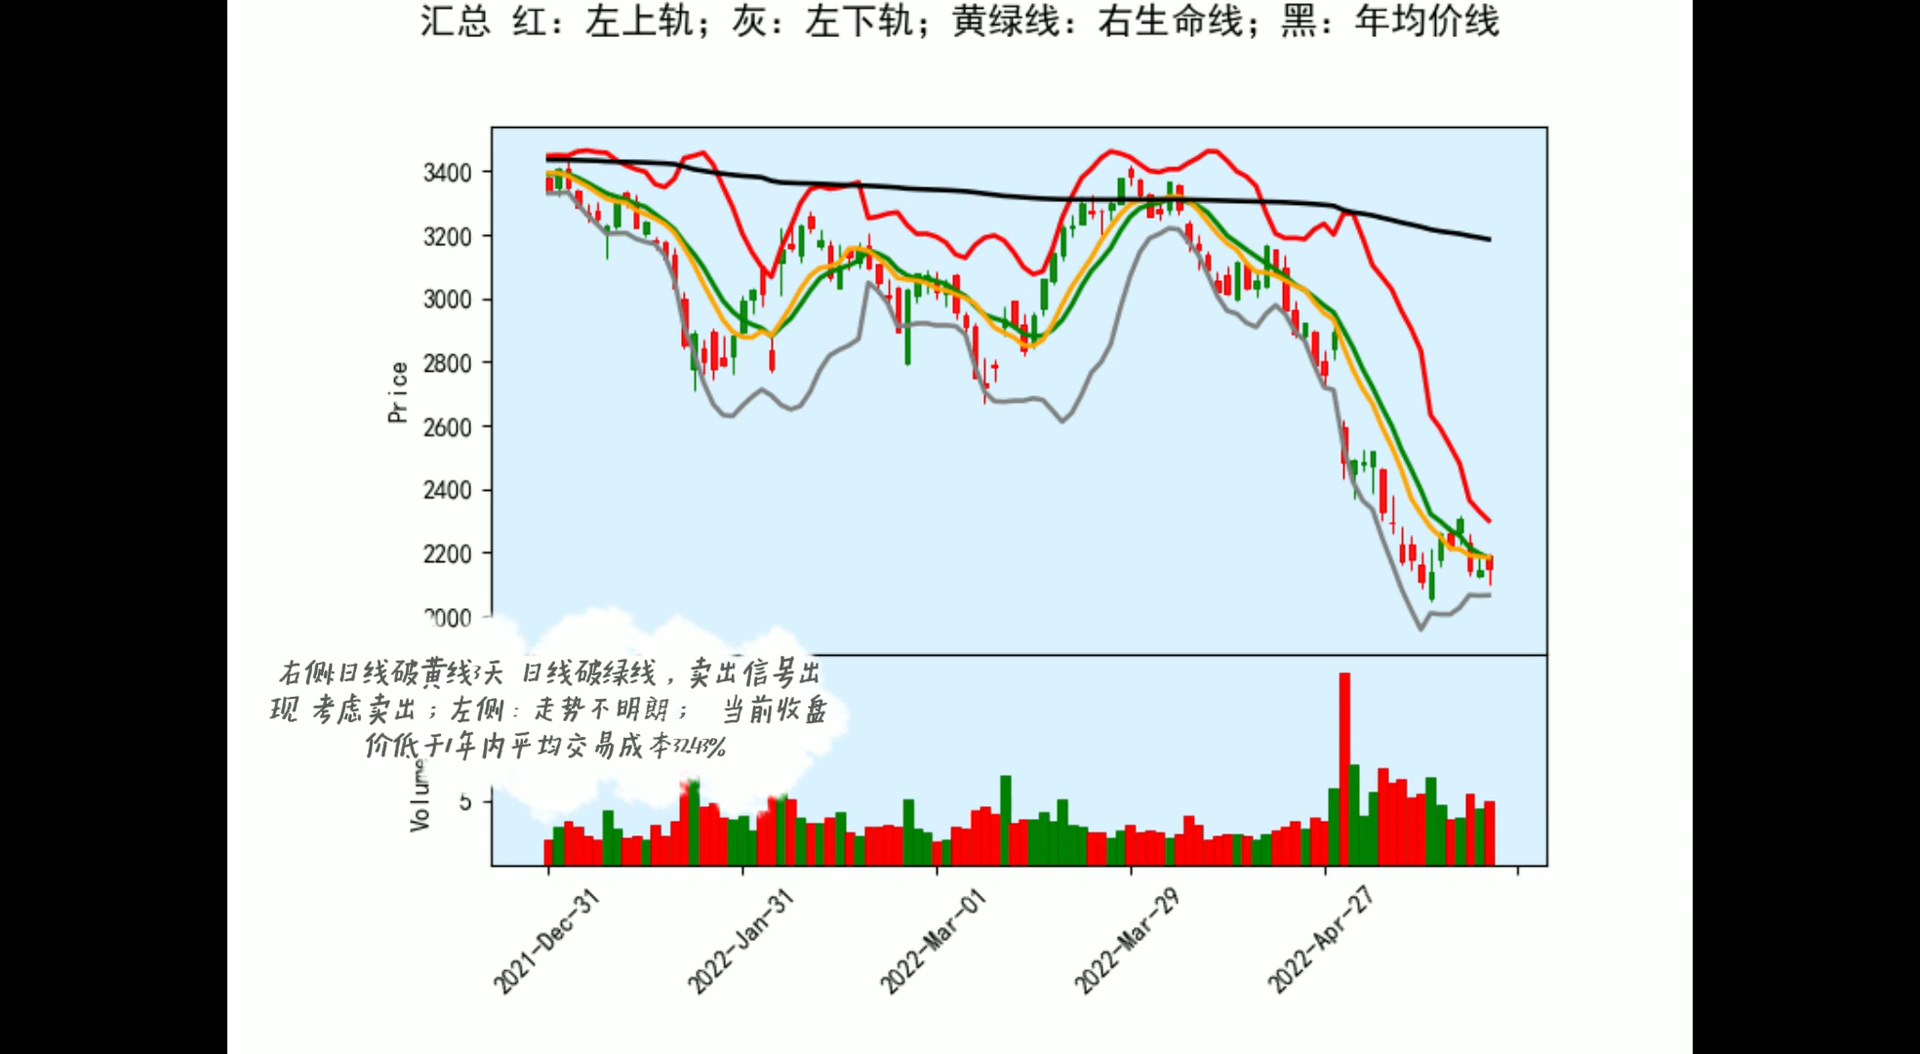 汇总 红：左上轨；灰：左下轨；黄绿线：右生命线；黑：年均价线
3400
3200
3000
2800
2600
2400
2200
2000
Price
右侧:日线破黄线3天 日线破绿线，卖出信号出
现 考虑卖出；左侧：走势不明朗； 当前收盘
价低于1年内平均交易成本32.43%
Volume
5
2021-Dec-31
2022-Jan-31
2022-Mar-01
2022-Mar-29
2022-Apr-27